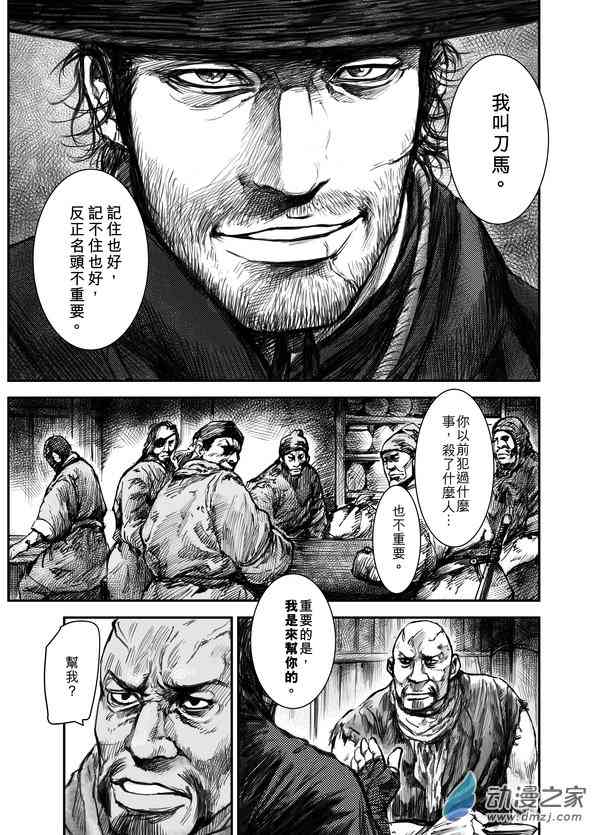 我叫刀馬。
記住也好，
記不住也好，
反正名頭不重要。
你以前犯過什麼
事，殺了什麼人…
也不重要。
重要的是，
我是來幫你的。
幫我？
动漫之家
www.dmzj.com